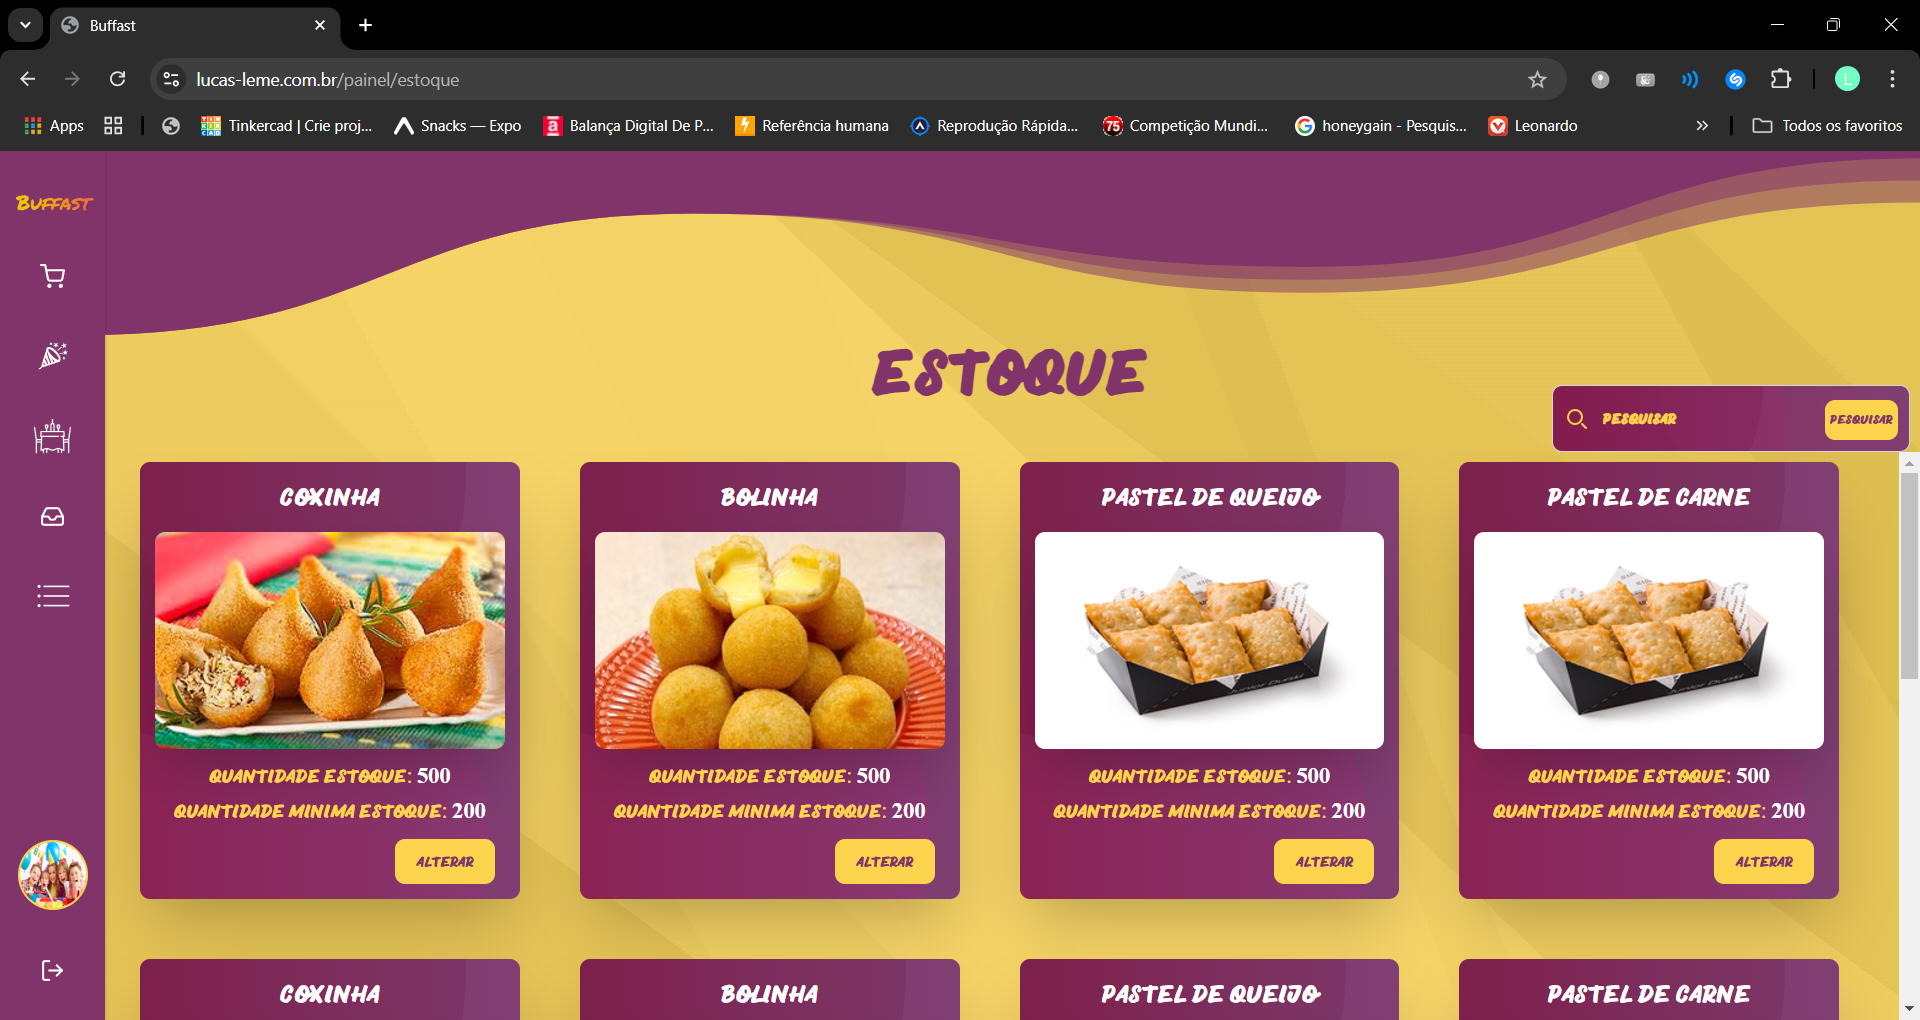 Buffast
lucas-leme.com.br/painel/estoque
L
Apps
Tinkercad | Crie proj...
Snacks — Expo
Balança Digital De P...
Referência humana
Reprodução Rápida...
75 Competição Mundi...
honeygain - Pesquis...
Leonardo
Todos os favoritos
BUFFAST
ESTOQUE
PESQUISAR
PESQUISAR
COXINHA
BOLINHA
PASTEL DE QUEIJO
PASTEL DE CARNE
QUANTIDADE ESTOQUE: 500
QUANTIDADE MINIMA ESTOQUE: 200
ALTERAR
QUANTIDADE ESTOQUE: 500
QUANTIDADE MINIMA ESTOQUE: 200
ALTERAR
QUANTIDADE ESTOQUE: 500
QUANTIDADE MINIMA ESTOQUE: 200
ALTERAR
QUANTIDADE ESTOQUE: 500
QUANTIDADE MINIMA ESTOQUE: 200
ALTERAR
COXINHA
BOLINHA
PASTEL DE QUEIJO
PASTEL DE CARNE